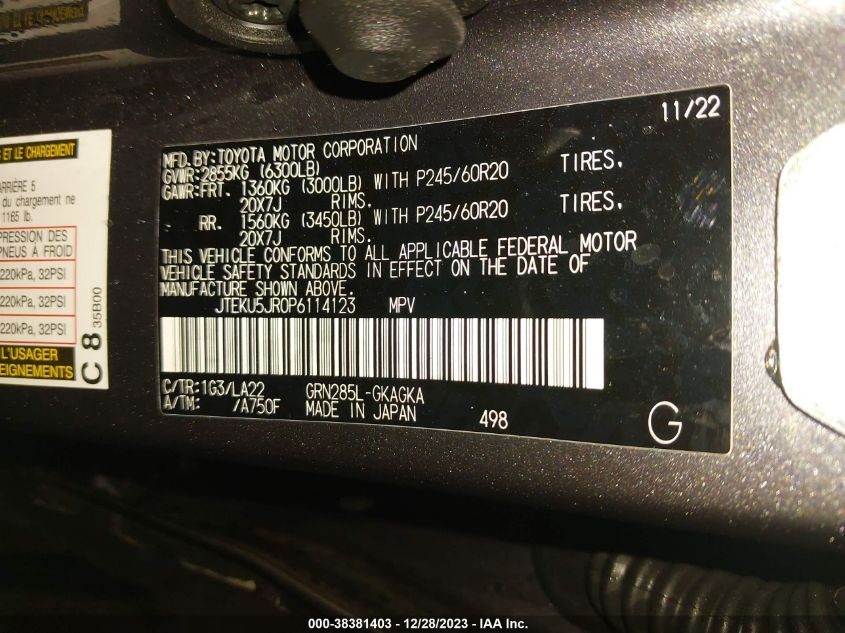 ET LE CHARGEMENT
ARRIÈRE 5
du chargement ne
1165 lb.
PRESSION DES
PNEUS À FROID
220kPa, 32PSI
220kPa, 32PSI
220kPa, 32PSI
L'USAGER
C 8 35B00
11/22
MFD. BY: TOYOTA MOTOR CORPORATION
GVWR: 2855KG (6300LB)
GAWR: FRT. 1360KG (3000LB) WITH P245/60R20 TIRES,
20X7J RIMS.
RR. 1560KG (3450LB) WITH P245/60R20 TIRES,
20X7J RIMS.
THIS VEHICLE CONFORMS TO ALL APPLICABLE FEDERAL MOTOR
VEHICLE SAFETY STANDARDS IN EFFECT ON THE DATE OF
MANUFACTURE SHOWN ABOVE.
JTEKU5JR0P6114123 MPV
C/TR: 1G3/LA22 GRN285L-GKAGKA
A/TM: /A750F MADE IN JAPAN 498
G
000-38381403 - 12/28/2023 - IAA Inc.